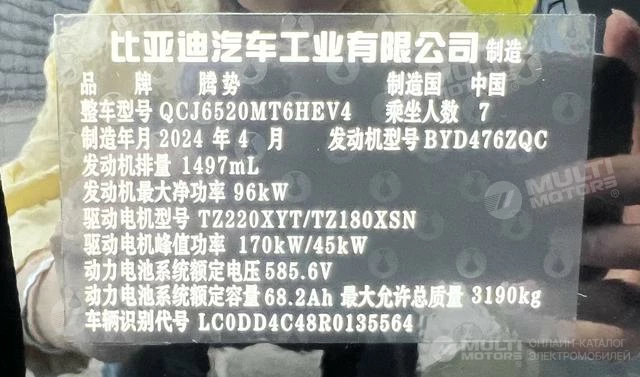 比亚迪汽车工业有限公司 制造
品 牌 腾势 制造国 中国
整车型号 QCJ6520MT6HEV4 乘坐人数 7
制造年月 2024 年 4 月 发动机型号 BYD476ZQC
发动机排量 1497mL
发动机最大净功率 96kW
驱动电机型号 TZ220XYT/TZ180XSN
驱动电机峰值功率 170kW/45kW
动力电池系统额定电压 585.6V
动力电池系统额定容量 68.2Ah 最大允许总质量 3190kg
车辆识别代号 LC0DD4C48R0135564
MULTI MOTORS
MULTI MOTORS ОНЛАЙН-КАТАЛОГ ЭЛЕКТРОМОБИЛЕЙ